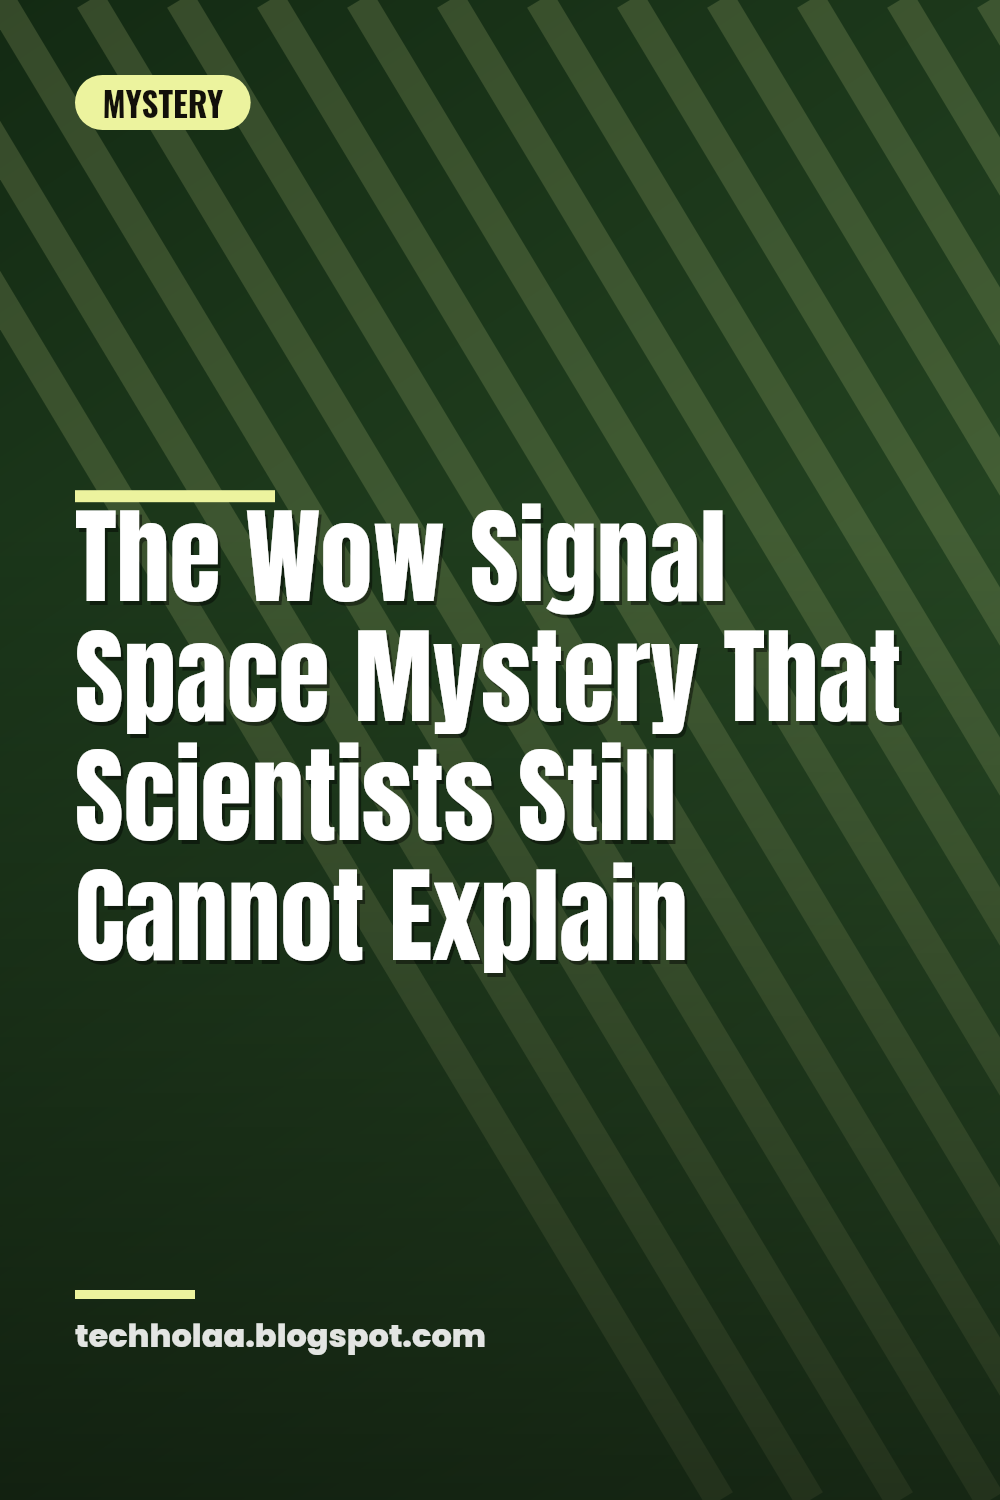 MYSTERY
The Wow Signal
Space Mystery That
Scientists Still
Cannot Explain
techholaa.blogspot.com